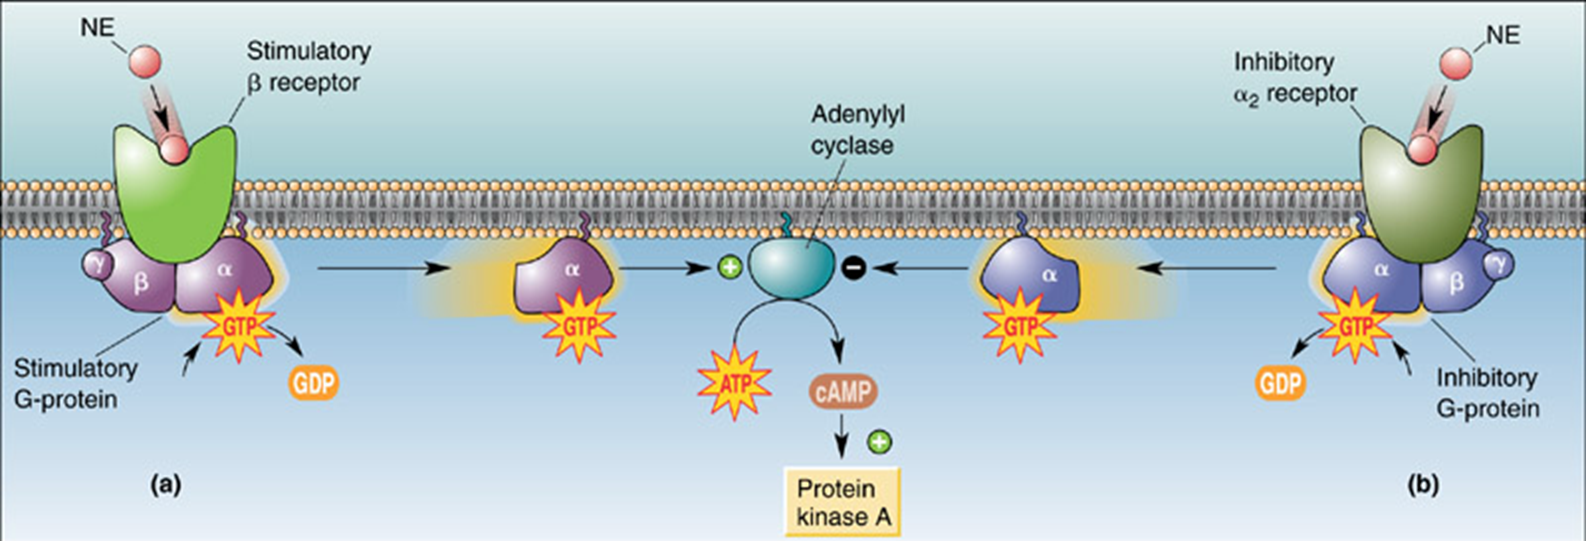 NE
Stimulatory
β receptor
γ
β
α
GTP
GDP
Stimulatory
G-protein
(a)
α
GTP
Adenylyl
cyclase
+
−
ATP
cAMP
+
Protein
kinase A
α
GTP
NE
Inhibitory
α₂ receptor
α
β
γ
GTP
GDP
Inhibitory
G-protein
(b)